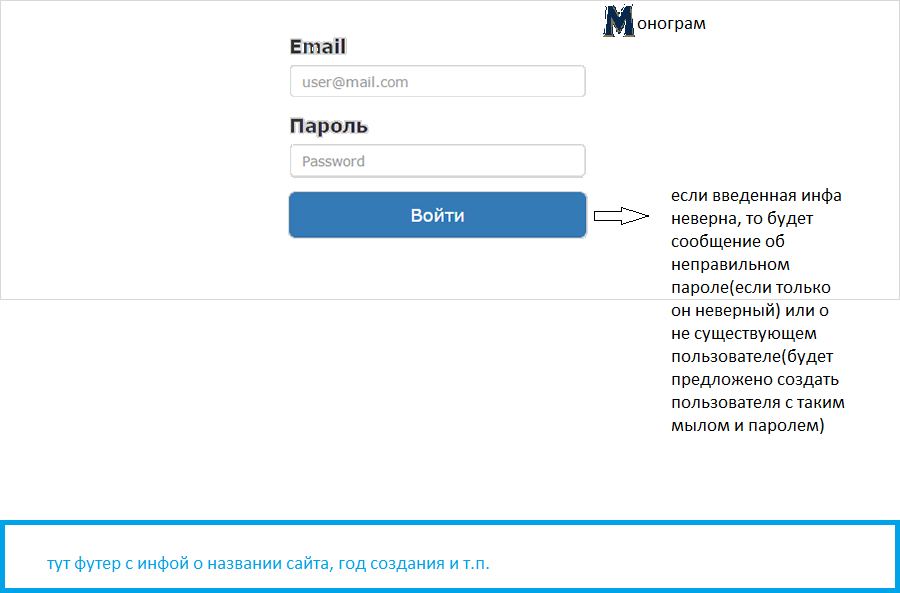 Монограм
Email
user@mail.com
Пароль
Password
Войти
если введенная инфа
неверна, то будет
сообщение об
неправильном
пароле(если только
он неверный) или о
не существующем
пользователе(будет
предложено создать
пользователя с таким
мылом и паролем)
тут футер с инфой о названии сайта, год создания и т.п.